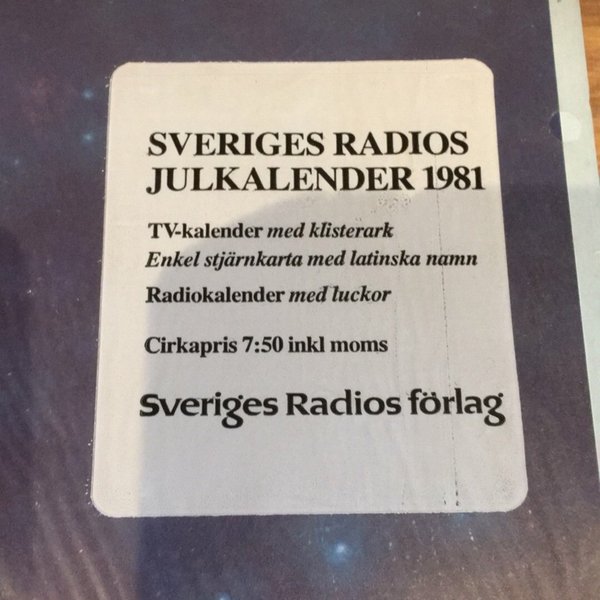 SVERIGES RADIOS
JULKALENDER 1981
TV-kalender med klisterark
Enkel stjärnkarta med latinska namn
Radiokalender med luckor
Cirkapris 7:50 inkl moms
Sveriges Radios förlag